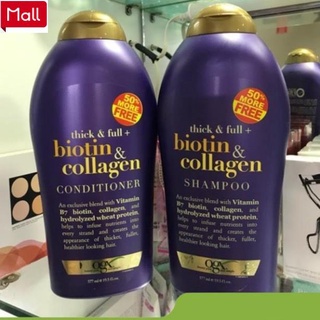 Mall
50%
MORE
FREE
thick & full +
biotin &
collagen
CONDITIONER
An exclusive blend with Vitamin
B7 biotin, collagen, and
hydrolyzed wheat protein,
helps to infuse nutrients into
every strand and creates the
appearance of thicker, fuller,
healthier looking hair.
ogx
50%
MORE
FREE
thick & full +
biotin &
collagen
SHAMPOO
An exclusive blend with Vitamin
B7 biotin, collagen, and
hydrolyzed wheat protein,
helps to infuse nutrients into
every strand and creates the
appearance of thicker, fuller,
healthier looking hair.
ogx